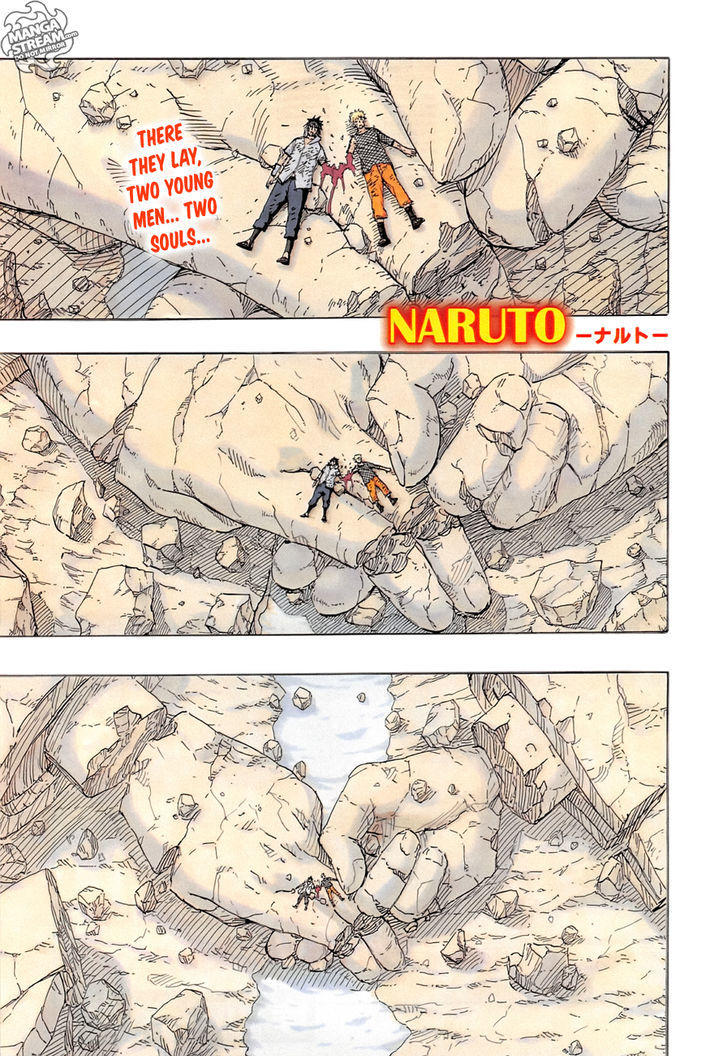 MANGA
STREAM.com
DO NOT MIRROR
THERE
THEY LAY,
TWO YOUNG
MEN... TWO
SOULS...
NARUTO ーナルトー